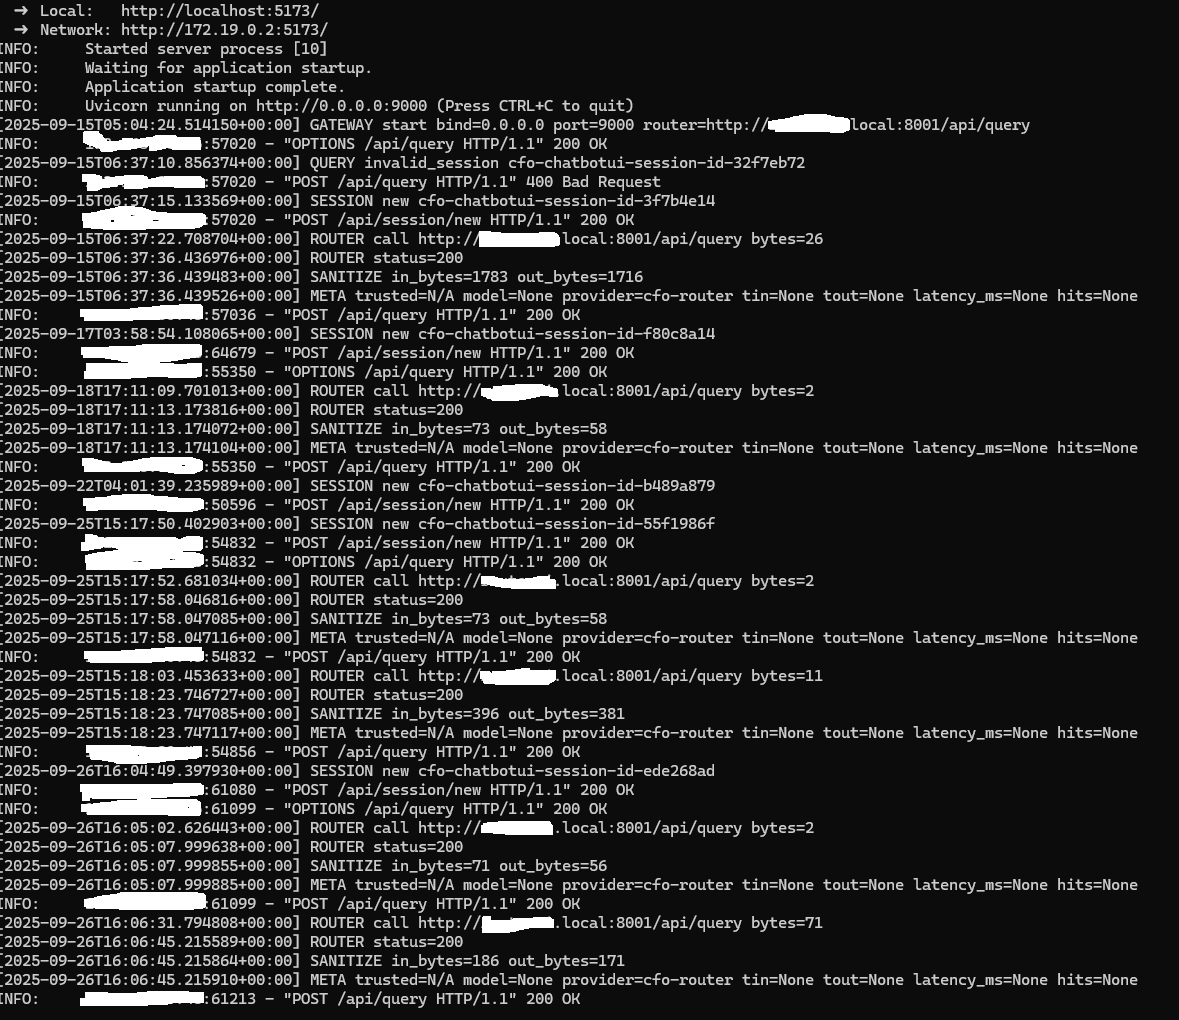 ➜ Local: http://localhost:5173/
➜ Network: http://172.19.0.2:5173/
INFO: Started server process [10]
INFO: Waiting for application startup.
INFO: Application startup complete.
INFO: Uvicorn running on http://0.0.0.0:9000 (Press CTRL+C to quit)
[2025-09-15T05:04:24.514150+00:00] GATEWAY start bind=0.0.0.0 port=9000 router=http://local:8001/api/query
INFO: :57020 - "OPTIONS /api/query HTTP/1.1" 200 OK
[2025-09-15T06:37:10.856374+00:00] QUERY invalid_session cfo-chatbotui-session-id-32f7eb72
INFO: :57020 - "POST /api/query HTTP/1.1" 400 Bad Request
[2025-09-15T06:37:15.133569+00:00] SESSION new cfo-chatbotui-session-id-3f7b4e14
INFO: :57020 - "POST /api/session/new HTTP/1.1" 200 OK
[2025-09-15T06:37:22.708704+00:00] ROUTER call http://local:8001/api/query bytes=26
[2025-09-15T06:37:36.436976+00:00] ROUTER status=200
[2025-09-15T06:37:36.439483+00:00] SANITIZE in_bytes=1783 out_bytes=1716
[2025-09-15T06:37:36.439526+00:00] META trusted=N/A model=None provider=cfo-router tin=None tout=None latency_ms=None hits=None
INFO: :57036 - "POST /api/query HTTP/1.1" 200 OK
[2025-09-17T03:58:54.108065+00:00] SESSION new cfo-chatbotui-session-id-f80c8a14
INFO: :64679 - "POST /api/session/new HTTP/1.1" 200 OK
INFO: :55350 - "OPTIONS /api/query HTTP/1.1" 200 OK
[2025-09-18T17:11:09.701013+00:00] ROUTER call http://.local:8001/api/query bytes=2
[2025-09-18T17:11:13.173816+00:00] ROUTER status=200
[2025-09-18T17:11:13.174072+00:00] SANITIZE in_bytes=73 out_bytes=58
[2025-09-18T17:11:13.174104+00:00] META trusted=N/A model=None provider=cfo-router tin=None tout=None latency_ms=None hits=None
INFO: :55350 - "POST /api/query HTTP/1.1" 200 OK
[2025-09-22T04:01:39.235989+00:00] SESSION new cfo-chatbotui-session-id-b489a879
INFO: :50596 - "POST /api/session/new HTTP/1.1" 200 OK
[2025-09-25T15:17:50.402903+00:00] SESSION new cfo-chatbotui-session-id-55f1986f
INFO: :54832 - "POST /api/session/new HTTP/1.1" 200 OK
INFO: :54832 - "OPTIONS /api/query HTTP/1.1" 200 OK
[2025-09-25T15:17:52.681034+00:00] ROUTER call http://.local:8001/api/query bytes=2
[2025-09-25T15:17:58.046816+00:00] ROUTER status=200
[2025-09-25T15:17:58.047085+00:00] SANITIZE in_bytes=73 out_bytes=58
[2025-09-25T15:17:58.047116+00:00] META trusted=N/A model=None provider=cfo-router tin=None tout=None latency_ms=None hits=None
INFO: :54832 - "POST /api/query HTTP/1.1" 200 OK
[2025-09-25T15:18:03.453633+00:00] ROUTER call http://.local:8001/api/query bytes=11
[2025-09-25T15:18:23.746727+00:00] ROUTER status=200
[2025-09-25T15:18:23.747085+00:00] SANITIZE in_bytes=396 out_bytes=381
[2025-09-25T15:18:23.747117+00:00] META trusted=N/A model=None provider=cfo-router tin=None tout=None latency_ms=None hits=None
INFO: :54856 - "POST /api/query HTTP/1.1" 200 OK
[2025-09-26T16:04:49.397930+00:00] SESSION new cfo-chatbotui-session-id-ede268ad
INFO: :61080 - "POST /api/session/new HTTP/1.1" 200 OK
INFO: :61099 - "OPTIONS /api/query HTTP/1.1" 200 OK
[2025-09-26T16:05:02.626443+00:00] ROUTER call http://.local:8001/api/query bytes=2
[2025-09-26T16:05:07.999638+00:00] ROUTER status=200
[2025-09-26T16:05:07.999855+00:00] SANITIZE in_bytes=71 out_bytes=56
[2025-09-26T16:05:07.999885+00:00] META trusted=N/A model=None provider=cfo-router tin=None tout=None latency_ms=None hits=None
INFO: :61099 - "POST /api/query HTTP/1.1" 200 OK
[2025-09-26T16:06:31.794808+00:00] ROUTER call http://.local:8001/api/query bytes=71
[2025-09-26T16:06:45.215589+00:00] ROUTER status=200
[2025-09-26T16:06:45.215864+00:00] SANITIZE in_bytes=186 out_bytes=171
[2025-09-26T16:06:45.215910+00:00] META trusted=N/A model=None provider=cfo-router tin=None tout=None latency_ms=None hits=None
INFO: :61213 - "POST /api/query HTTP/1.1" 200 OK